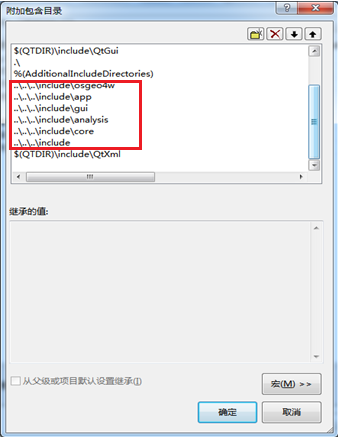 附加包含目录
$(QTDIR)\include\QtGui
.\
%(AdditionalIncludeDirectories)
..\..\..\include\osgeo4w
..\..\..\include\app
..\..\..\include\gui
..\..\..\include\analysis
..\..\..\include\core
..\..\..\include
$(QTDIR)\include\QtXml
继承的值:
从父级或项目默认设置继承(I)
宏(M) >>
确定
取消